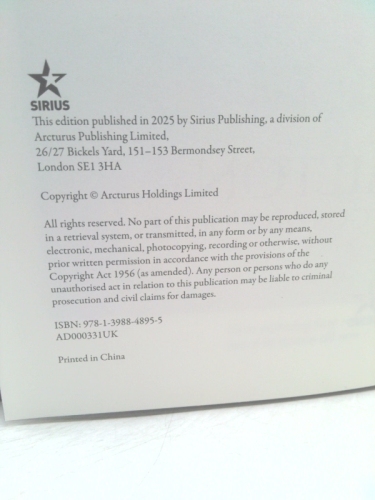 SIRIUS
This edition published in 2025 by Sirius Publishing, a division of
Arcturus Publishing Limited,
26/27 Bickels Yard, 151–153 Bermondsey Street,
London SE1 3HA
Copyright © Arcturus Holdings Limited
All rights reserved. No part of this publication may be reproduced, stored
in a retrieval system, or transmitted, in any form or by any means,
electronic, mechanical, photocopying, recording or otherwise, without
prior written permission in accordance with the provisions of the
Copyright Act 1956 (as amended). Any person or persons who do any
unauthorised act in relation to this publication may be liable to criminal
prosecution and civil claims for damages.
ISBN: 978-1-3988-4895-5
AD000331UK
Printed in China